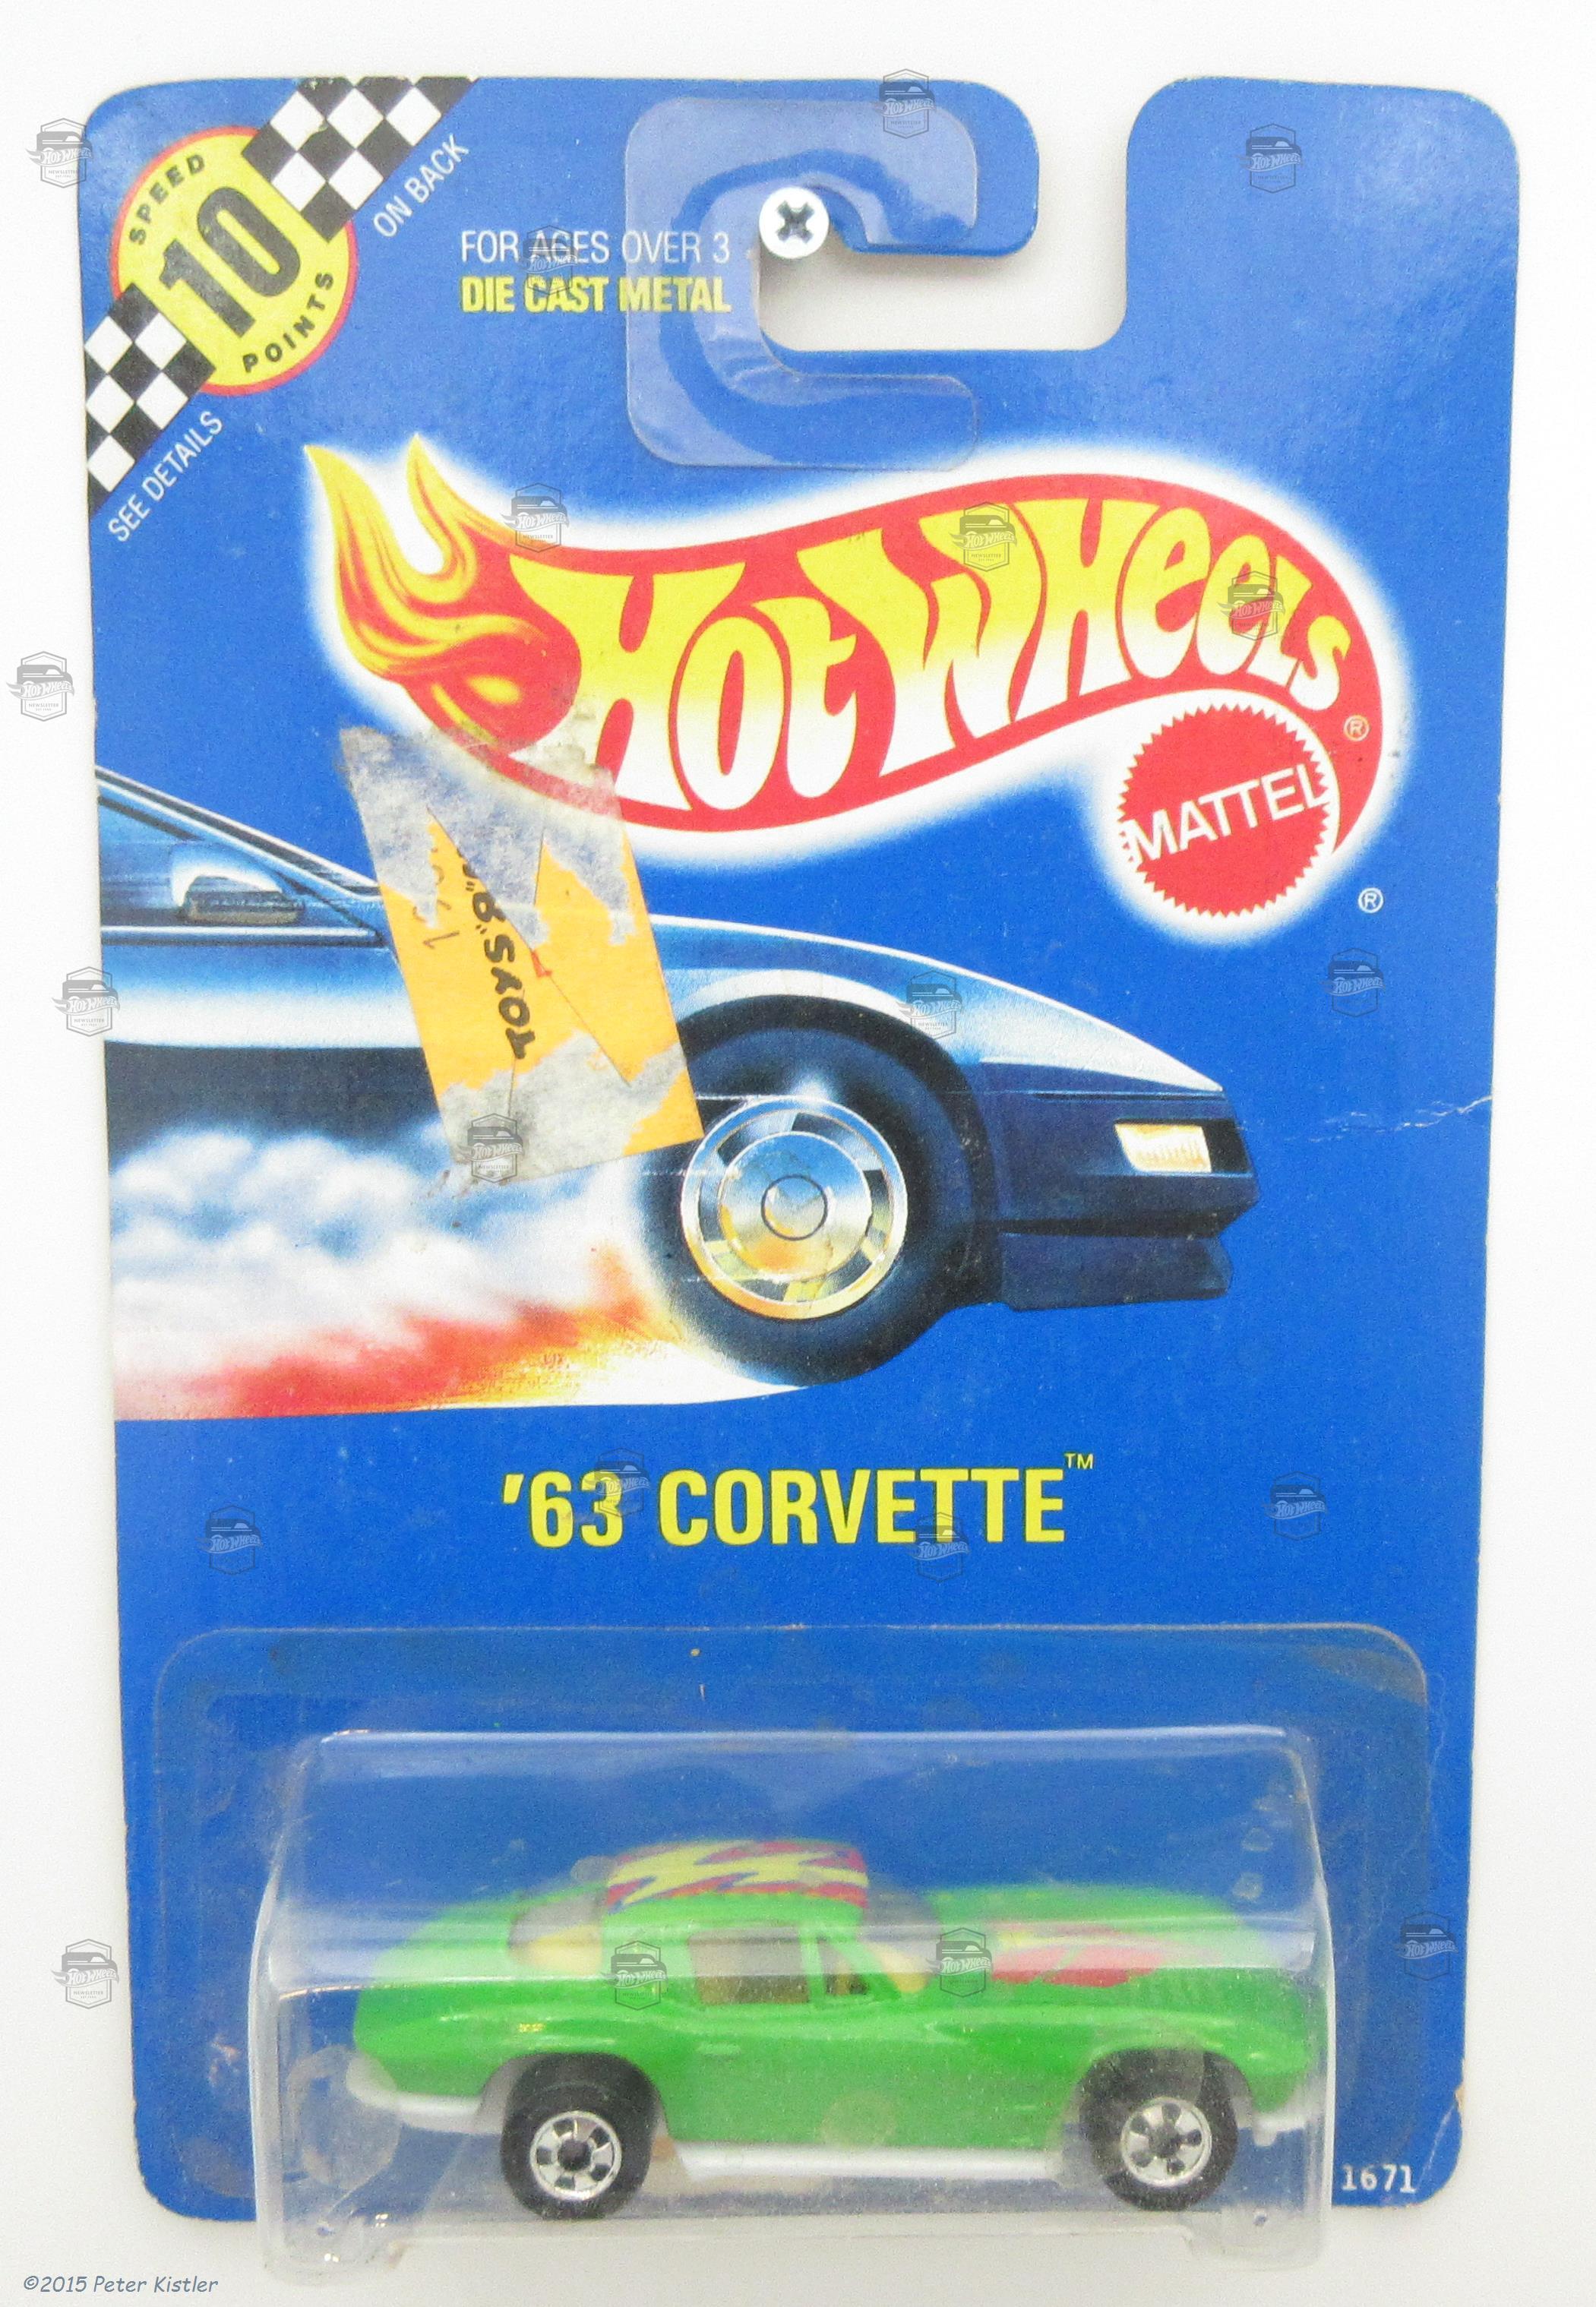 SPEED
10
POINTS
ON BACK
SEE DETAILS
FOR AGES OVER 3
DIE CAST METAL
HOT WHEELS
®
MATTEL
®
TOYS "R"
'63 CORVETTE™
1671
©2015 Peter Kistler